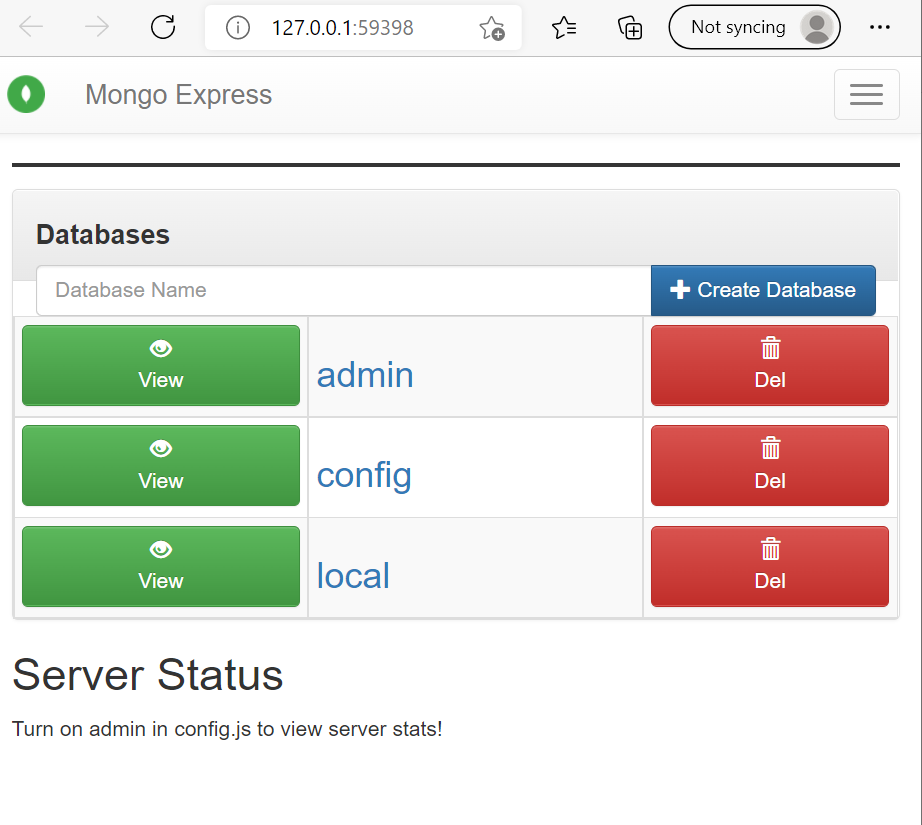 127.0.0.1:59398
Not syncing
Mongo Express
Databases
Database Name
Create Database
View
admin
Del
View
config
Del
View
local
Del
Server Status
Turn on admin in config.js to view server stats!